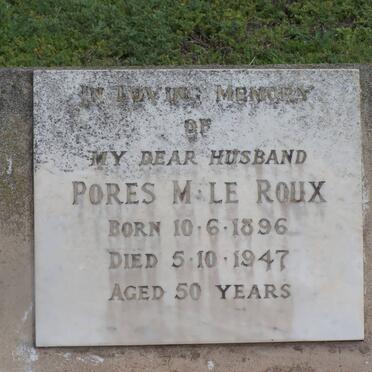 IN LOVING MEMORY
OF
MY DEAR HUSBAND
PORES M. LE ROUX
BORN 10.6.1896
DIED 5.10.1947
AGED 50 YEARS